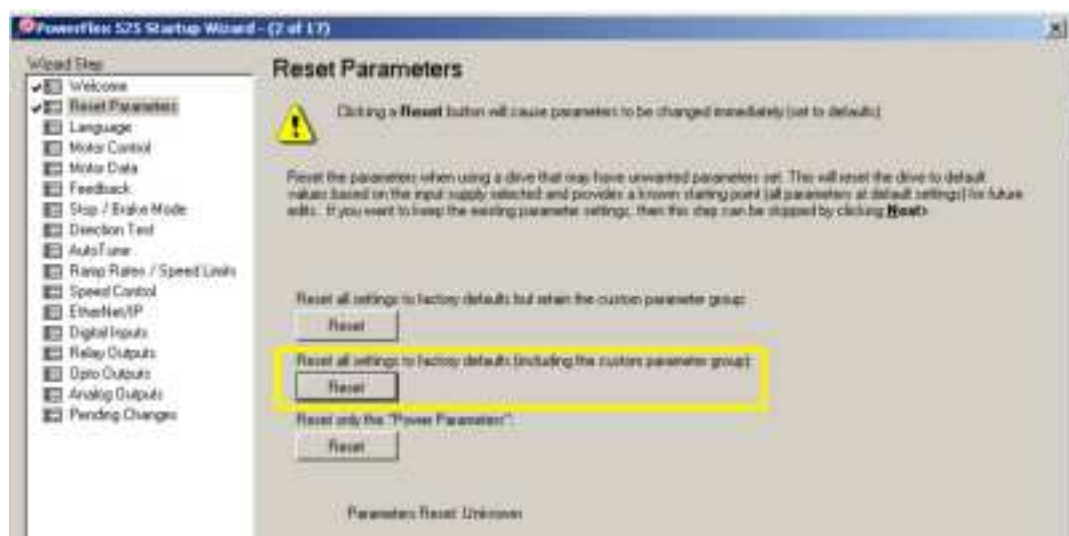 PowerFlex 525 Startup Wizard - (2 of 17)
Wizard Step
Welcome
Reset Parameters
Language
Motor Control
Motor Data
Feedback
Stop / Brake Mode
Direction Test
AutoTune
Ramp Rates / Speed Limits
Speed Control
EtherNet/IP
Digital Inputs
Relay Outputs
Opto Outputs
Analog Outputs
Pending Changes
Reset Parameters
Clicking a Reset button will cause parameters to be changed immediately (set to defaults)
Reset the parameters when using a drive that may have unwanted parameters set. This will reset the drive to default
values based on the input supply selected and provides a known starting point (all parameters at default settings) for future
edits. If you want to keep the existing parameter settings, then this step can be skipped by clicking Next>
Reset all settings to factory defaults but retain the custom parameter group:
Reset
Reset all settings to factory defaults (including the custom parameter group):
Reset
Reset only the "Power Parameters":
Reset
Parameters Reset: Unknown